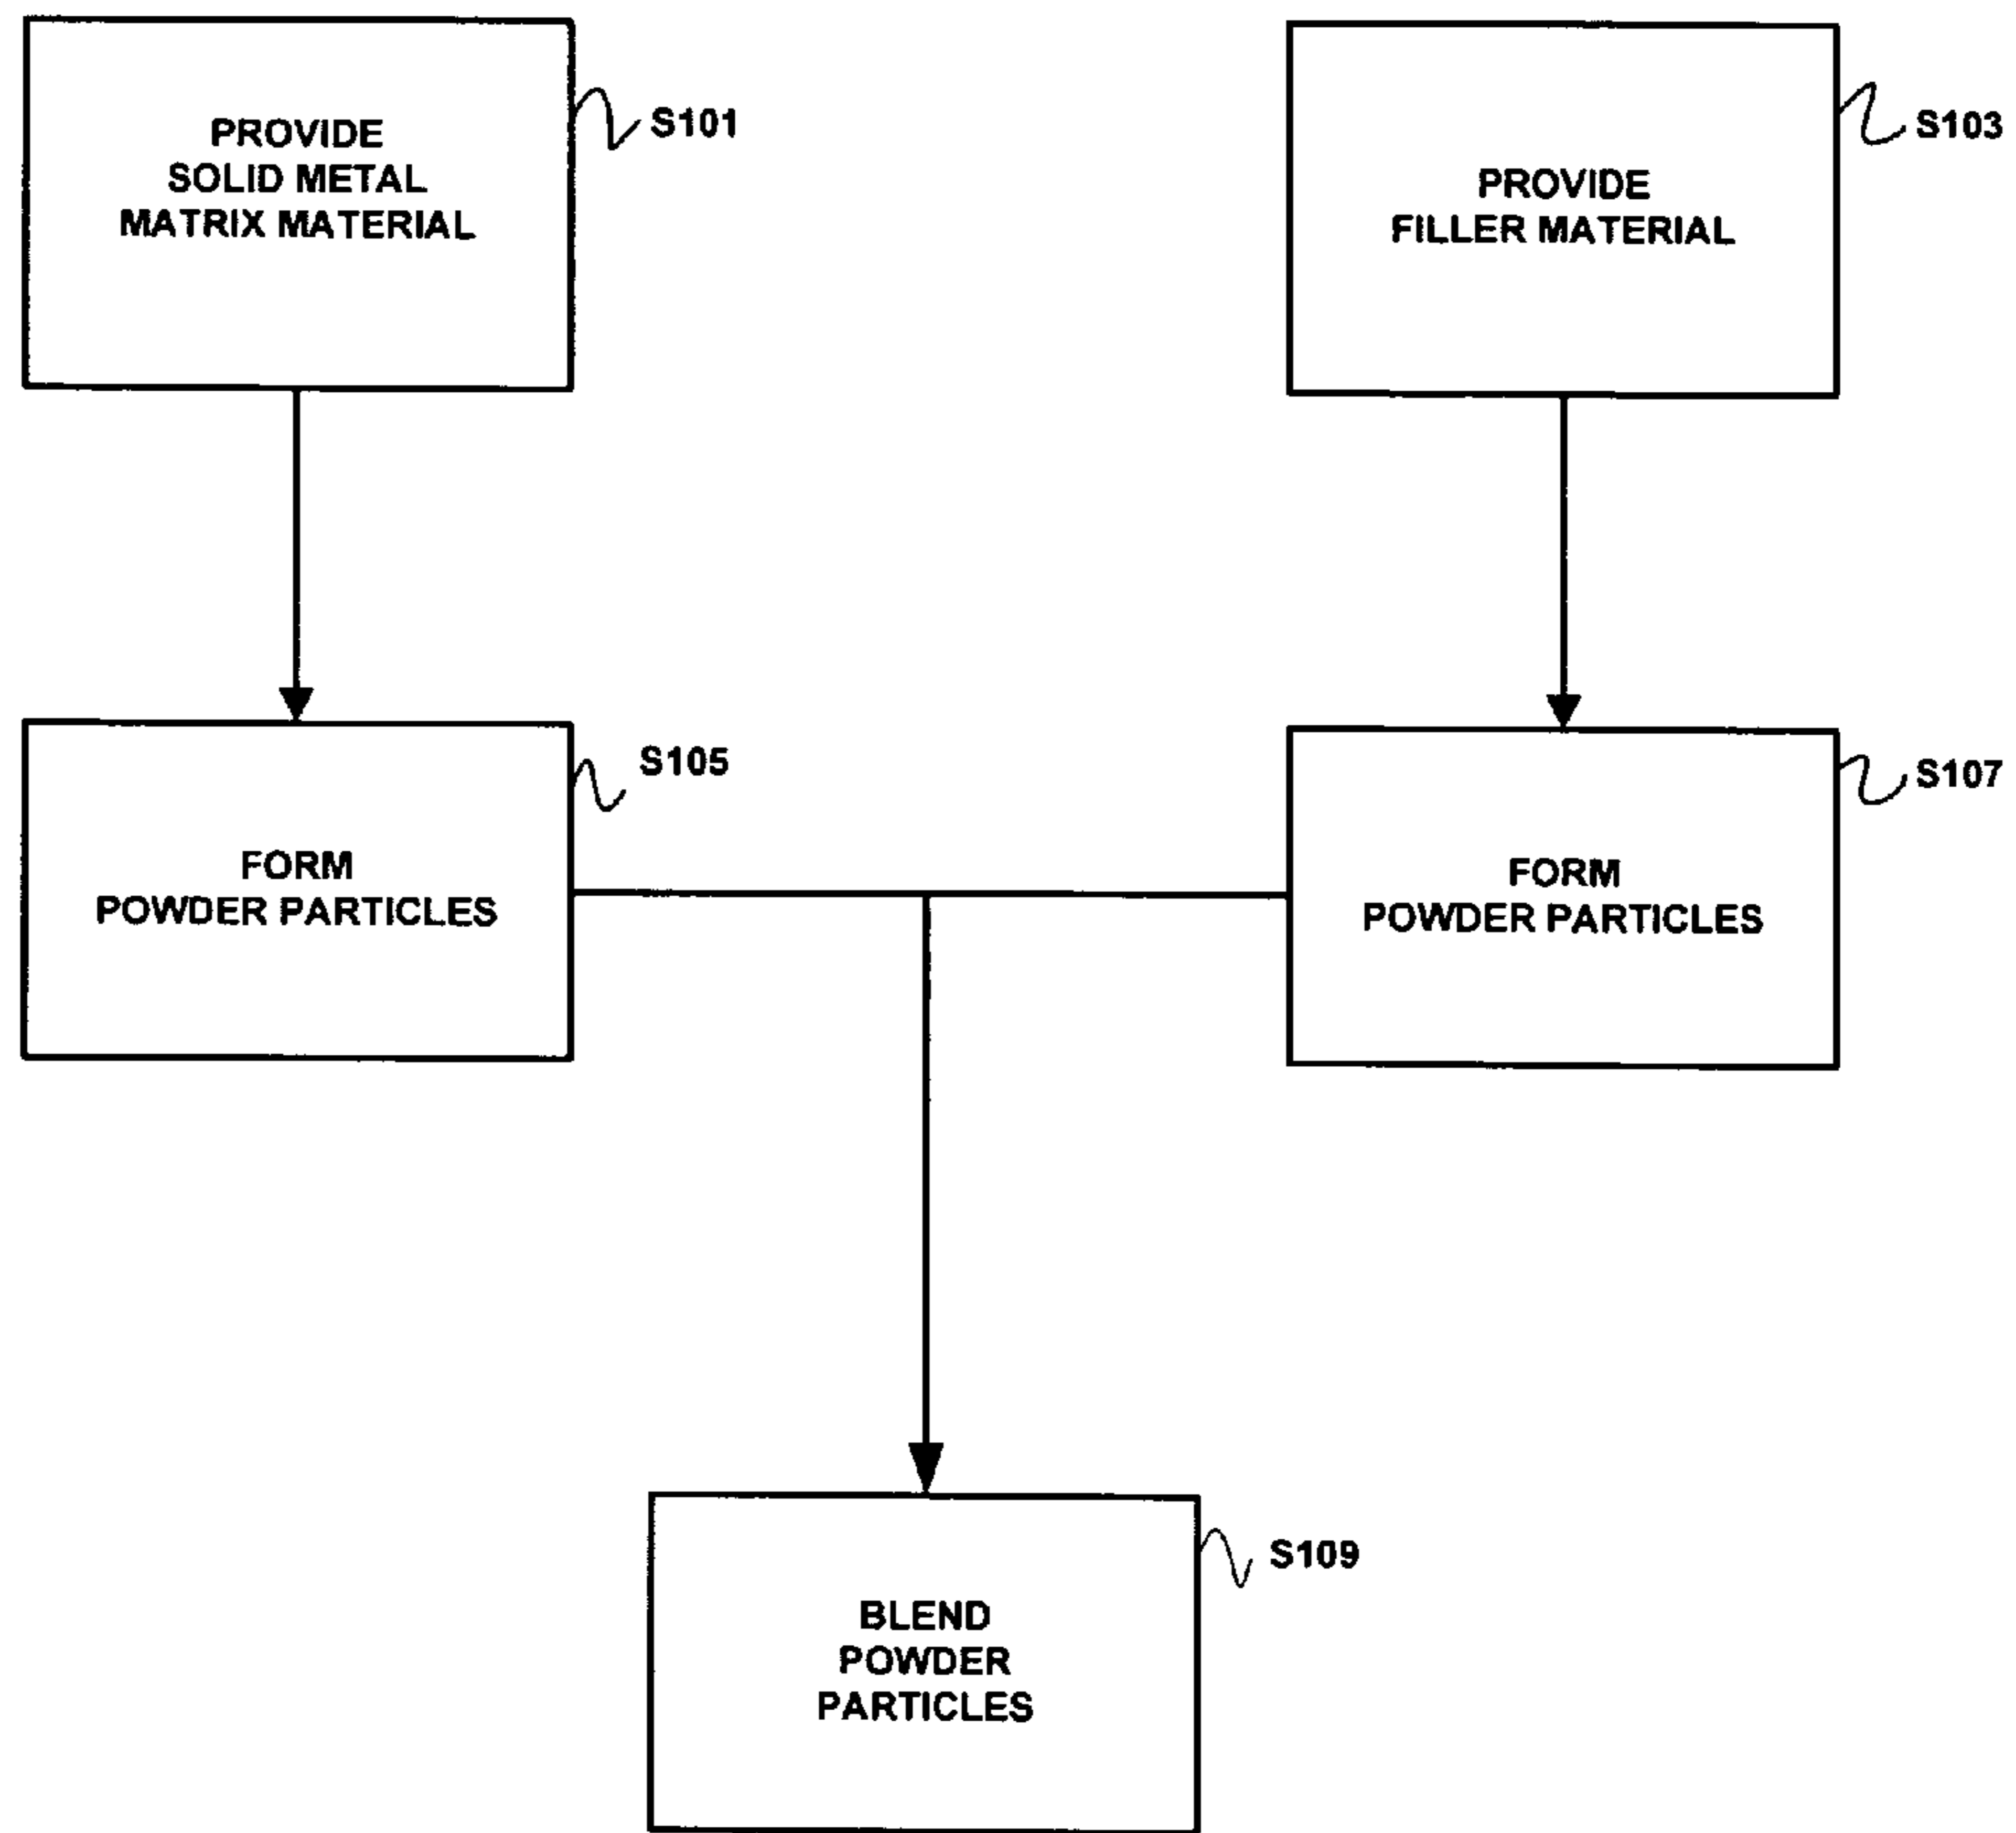 PROVIDE
SOLID METAL
MATRIX MATERIAL
S101
PROVIDE
FILLER MATERIAL
S103
FORM
POWDER PARTICLES
S105
FORM
POWDER PARTICLES
S107
BLEND
POWDER
PARTICLES
S109